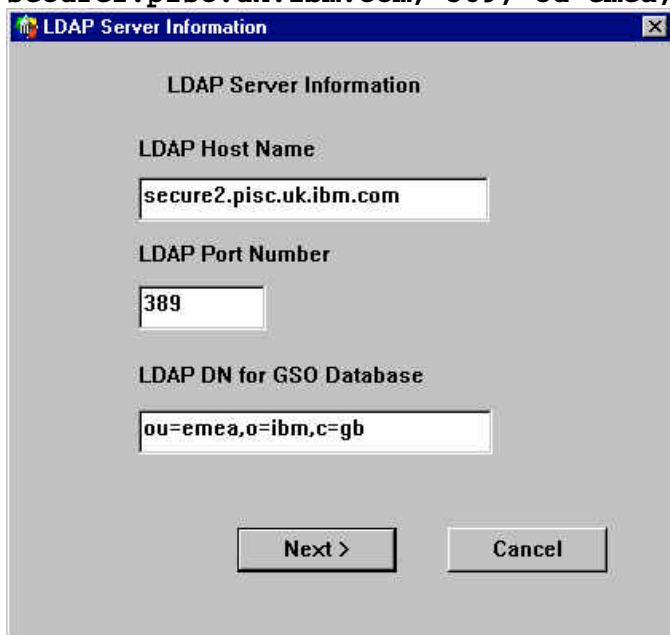 LDAP Server Information
LDAP Server Information
LDAP Host Name
secure2.pisc.uk.ibm.com
LDAP Port Number
389
LDAP DN for GSO Database
ou=emea,o=ibm,c=gb
Next >
Cancel